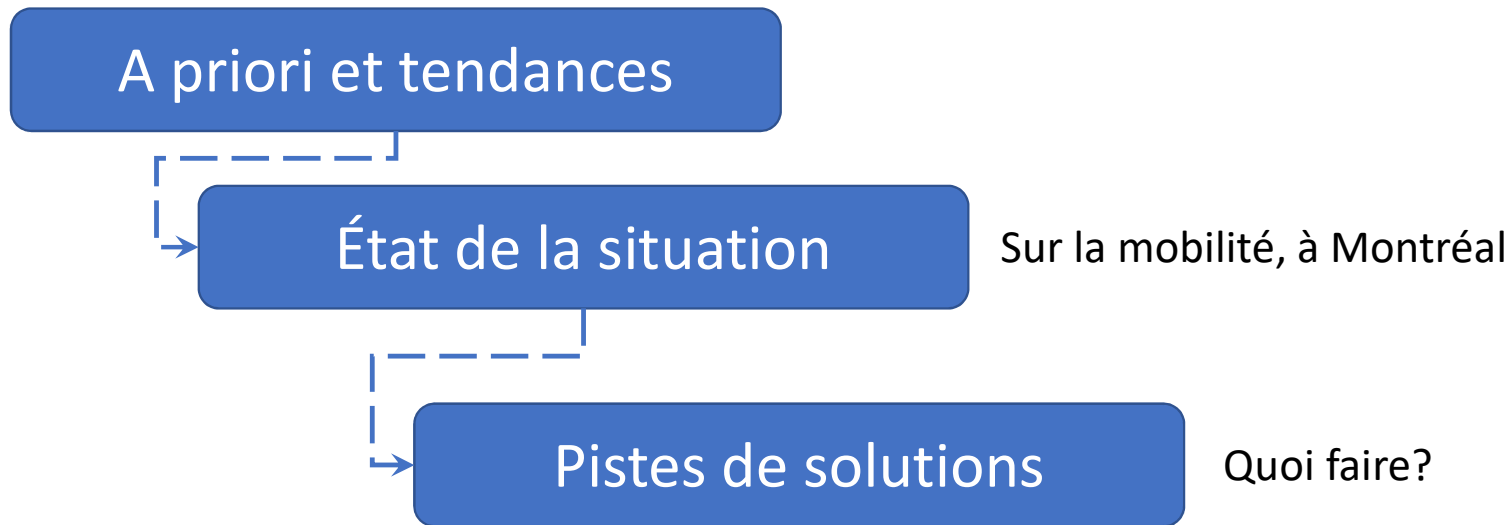 A priori et tendances
État de la situation
Sur la mobilité, à Montréal
Pistes de solutions
Quoi faire?